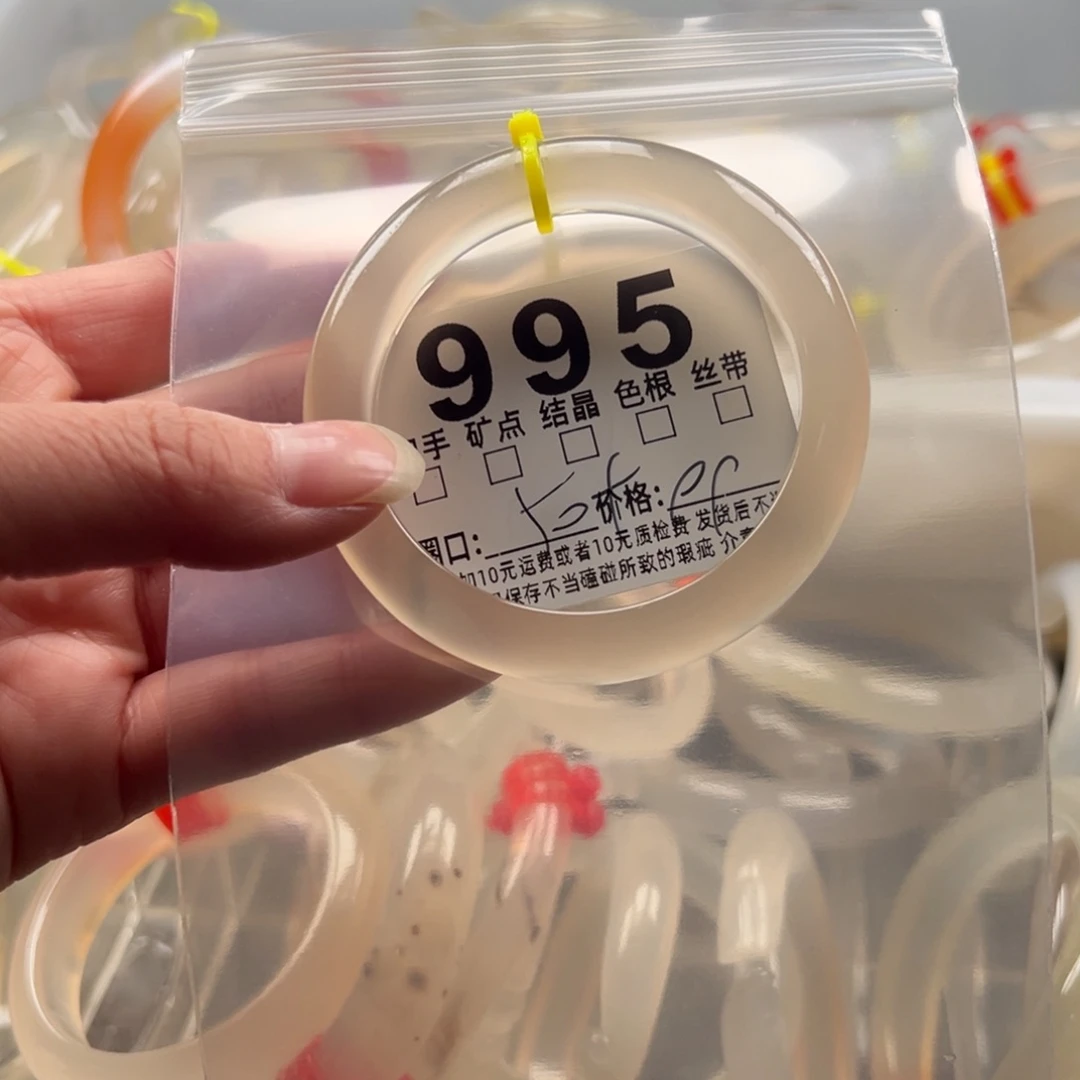 995
手 矿点 结晶 色根 丝带
圈口: 价格:
加10元运费或者10元质检费 发货后不
保存不当磕碰所致的瑕疵 介